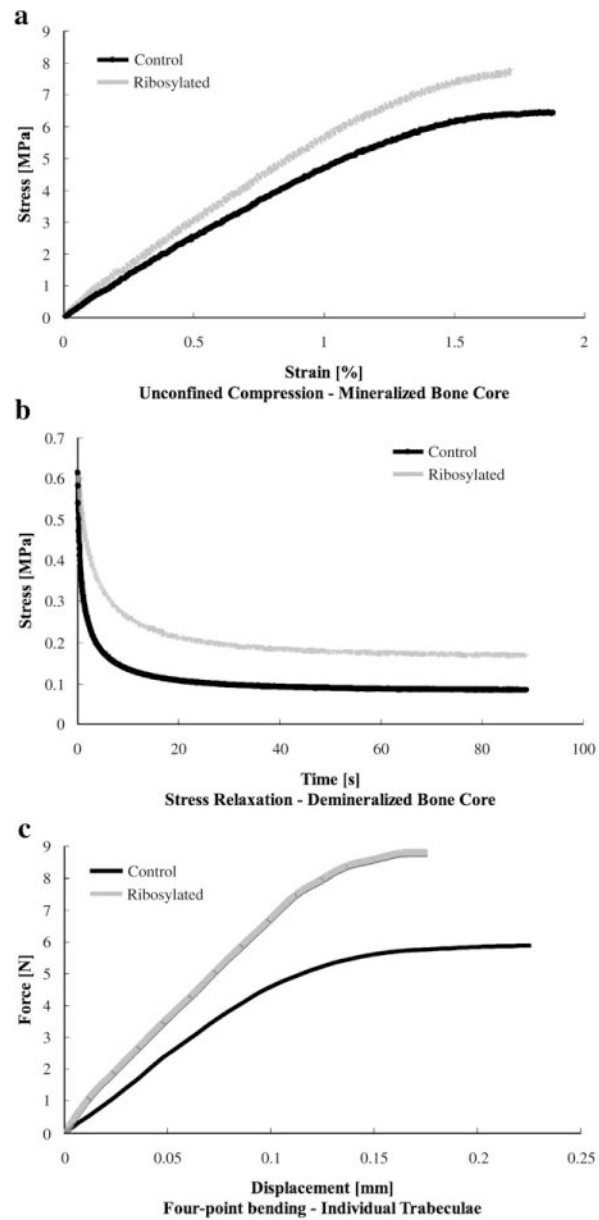 a
9
8
7
6
5
4
3
2
1
0
Stress [MPa]
Control
Ribosylated
0
0.5
1
1.5
2
Strain [%]
Unconfined Compression - Mineralized Bone Core
b
0.7
0.6
0.5
0.4
0.3
0.2
0.1
0
Stress [MPa]
Control
Ribosylated
0
20
40
60
80
100
Time [s]
Stress Relaxation - Demineralized Bone Core
c
9
8
7
6
5
4
3
2
1
0
Force [N]
Control
Ribosylated
0
0.05
0.1
0.15
0.2
0.25
Displacement [mm]
Four-point bending - Individual Trabeculae